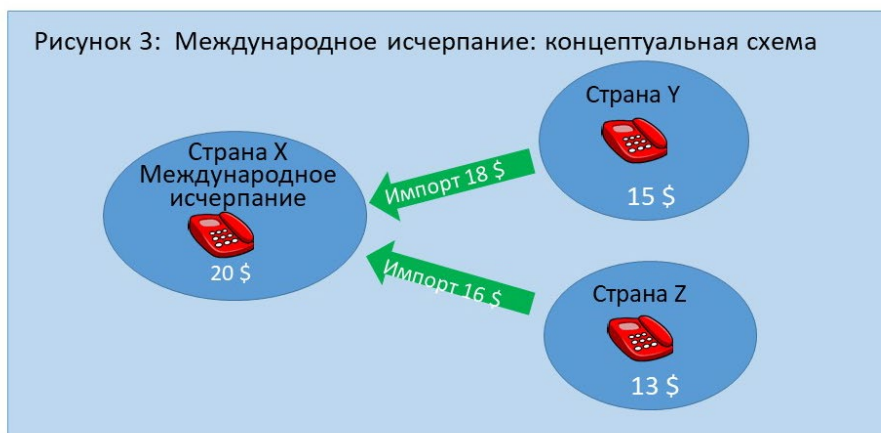 Рисунок 3: Международное исчерпание: концептуальная схема
Страна X
Международное
исчерпание
20 $
Импорт 18 $
Импорт 16 $
Страна Y
15 $
Страна Z
13 $